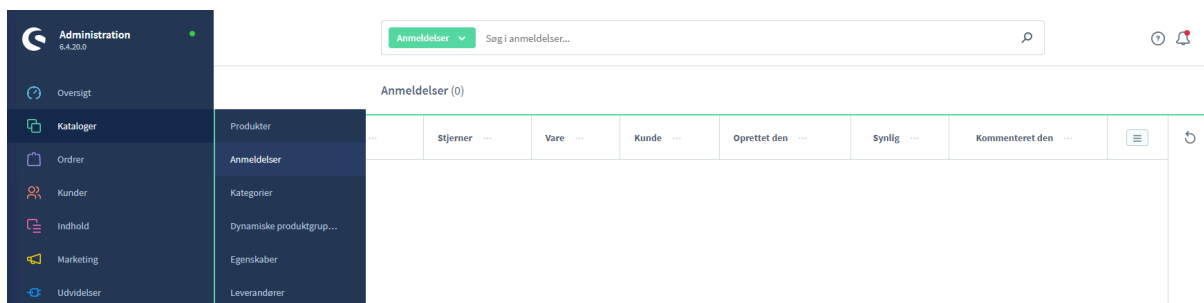 Administration
6.4.20.0
Anmeldelser
Søg i anmeldelser...
Oversigt
Anmeldelser (0)
Kataloger
Produkter
Stjerner
Vare
Kunde
Oprettet den
Synlig
Kommenteret den
Ordrer
Anmeldelser
Kunder
Kategorier
Indhold
Dynamiske produktgrup...
Marketing
Egenskaber
Udvidelser
Leverandører